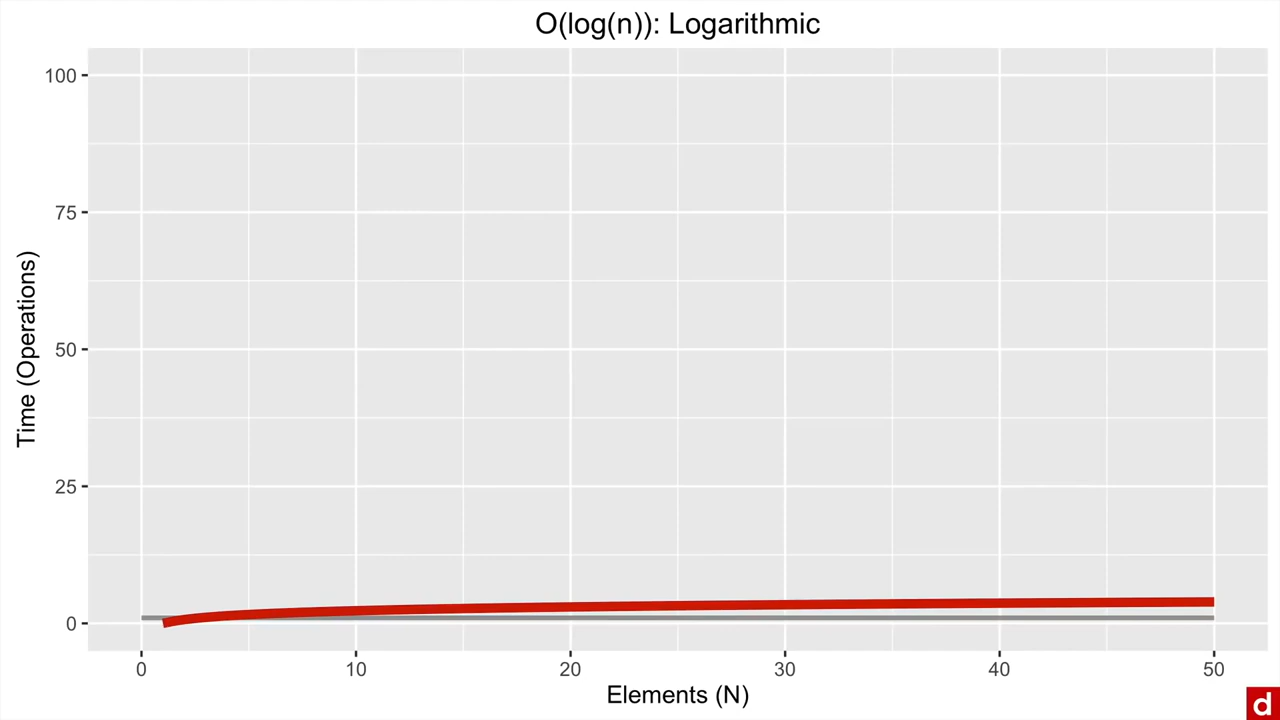 O(log(n)): Logarithmic
100
75
50
25
0
Time (Operations)
0 10 20 30 40 50
Elements (N)
d